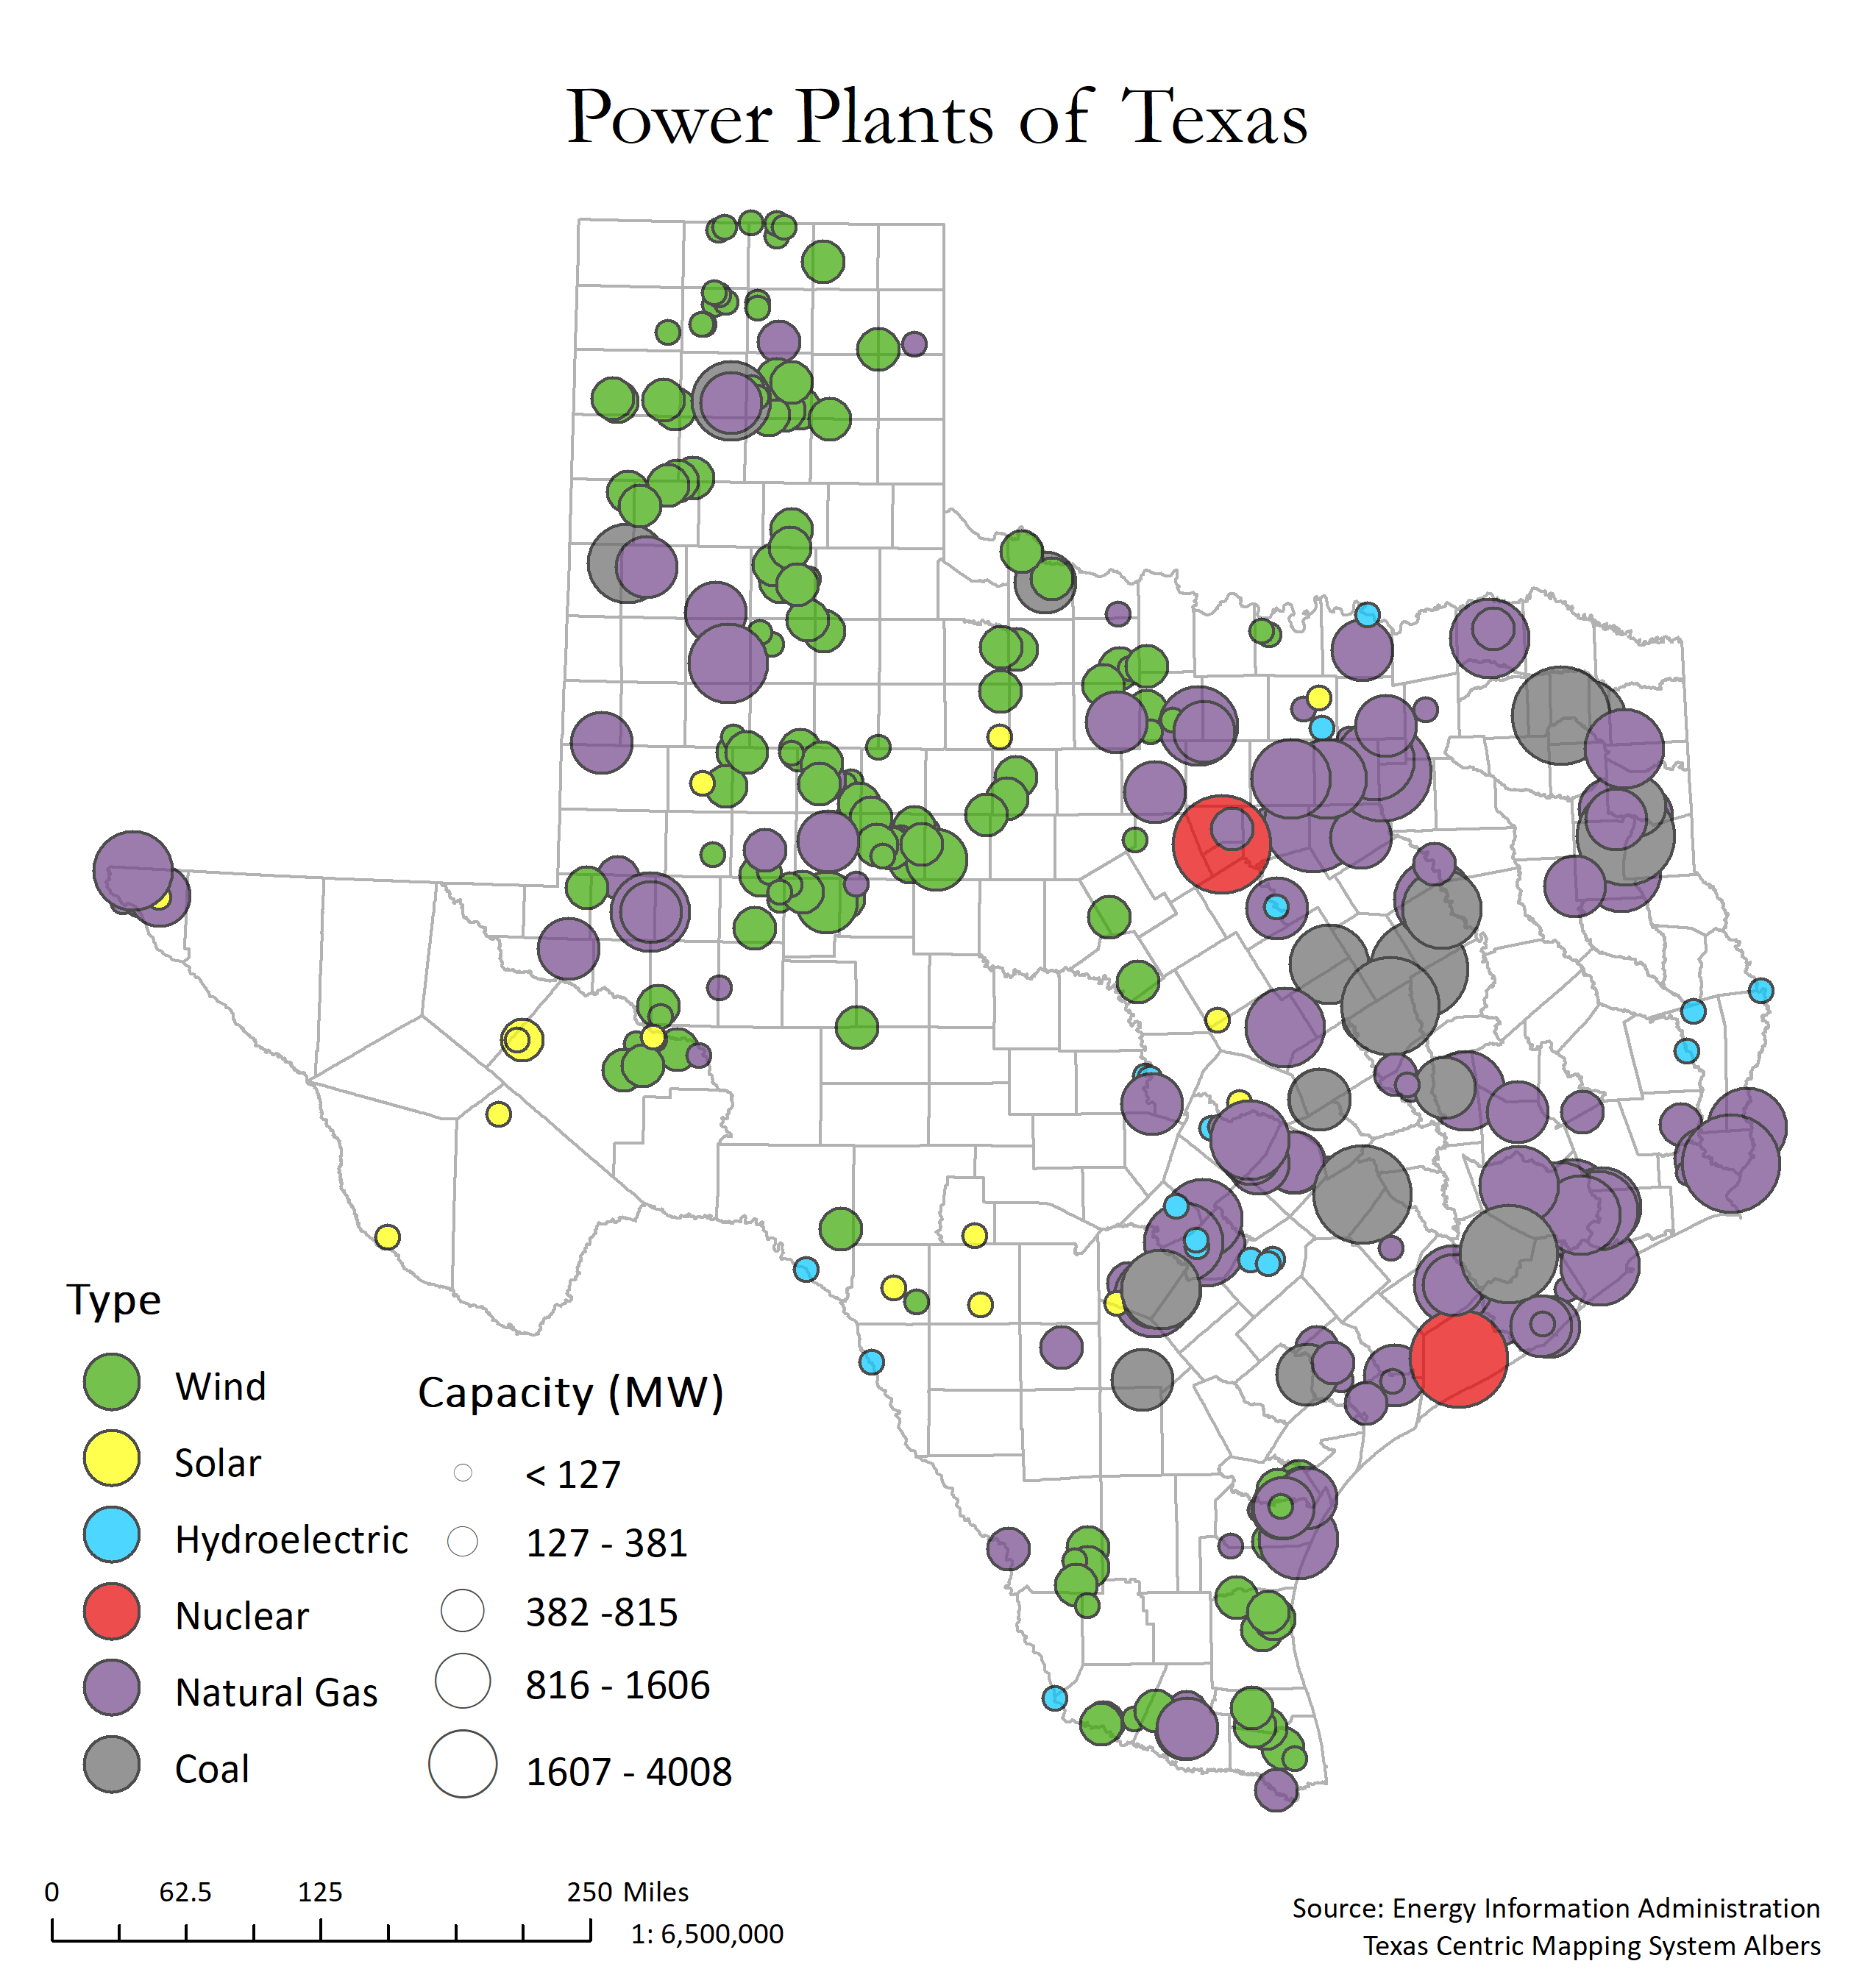 Power Plants of Texas
Type
Wind
Solar
Hydroelectric
Nuclear
Natural Gas
Coal
Capacity (MW)
< 127
127 - 381
382 -815
816 - 1606
1607 - 4008
0 62.5 125 250 Miles
1: 6,500,000
Source: Energy Information Administration
Texas Centric Mapping System Albers